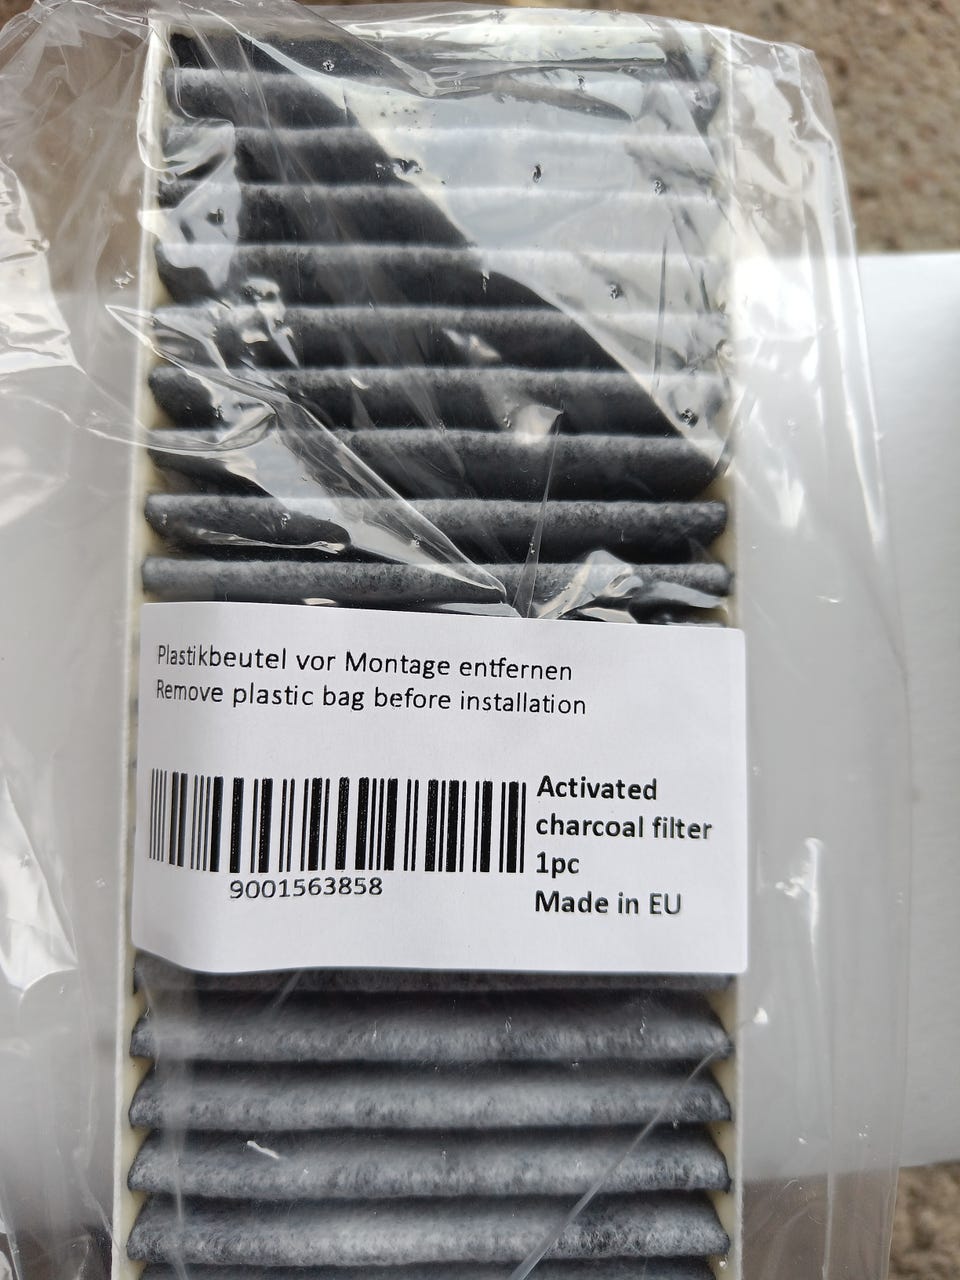 Plastikbeutel vor Montage entfernen
Remove plastic bag before installation
Activated
charcoal filter
1pc
Made in EU
9001563858